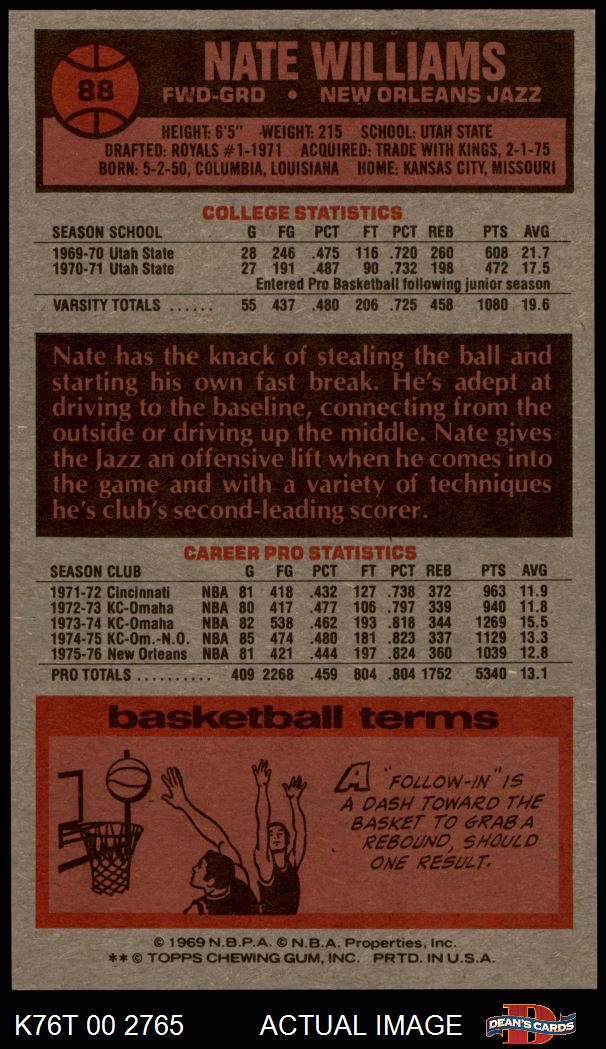 88
NATE WILLIAMS
FWD-GRD • NEW ORLEANS JAZZ
HEIGHT: 6'5" WEIGHT: 215 SCHOOL: UTAH STATE
DRAFTED: ROYALS #1-1971 ACQUIRED: TRADE WITH KINGS, 2-1-75
BORN: 5-2-50, COLUMBIA, LOUISIANA HOME: KANSAS CITY, MISSOURI
COLLEGE STATISTICS
SEASON SCHOOL G FG PCT FT PCT REB PTS AVG
1969-70 Utah State 28 246 .475 116 .720 260 608 21.7
1970-71 Utah State 27 191 .487 90 .732 198 472 17.5
Entered Pro Basketball following junior season
VARSITY TOTALS ...... 55 437 .480 206 .725 458 1080 19.6
Nate has the knack of stealing the ball and
starting his own fast break. He's adept at
driving to the baseline, connecting from the
outside or driving up the middle. Nate gives
the Jazz an offensive lift when he comes into
the game and with a variety of techniques
he's club's second-leading scorer.
CAREER PRO STATISTICS
SEASON CLUB G FG PCT FT PCT REB PTS AVG
1971-72 Cincinnati NBA 81 418 .432 127 .738 372 963 11.9
1972-73 KC-Omaha NBA 80 417 .477 106 .797 339 940 11.8
1973-74 KC-Omaha NBA 82 538 .462 193 .818 344 1269 15.5
1974-75 KC-Om.-N.O. NBA 85 474 .480 181 .823 337 1129 13.3
1975-76 New Orleans NBA 81 421 .444 197 .824 360 1039 12.8
PRO TOTALS .......... 409 2268 .459 804 .804 1752 5340 13.1
basketball terms
A "FOLLOW-IN" IS
A DASH TOWARD THE
BASKET TO GRAB A
REBOUND, SHOULD
ONE RESULT.
© 1969 N.B.P.A. © N.B.A. Properties, Inc.
** © TOPPS CHEWING GUM, INC. PRTD. IN U.S.A.
K76T 00 2765 ACTUAL IMAGE
D
DEAN'S CARDS